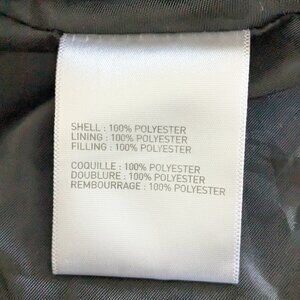 SHELL : 100% POLYESTER
LINING : 100% POLYESTER
FILLING : 100% POLYESTER
COQUILLE : 100% POLYESTER
DOUBLURE : 100% POLYESTER
REMBOURRAGE : 100% POLYESTER